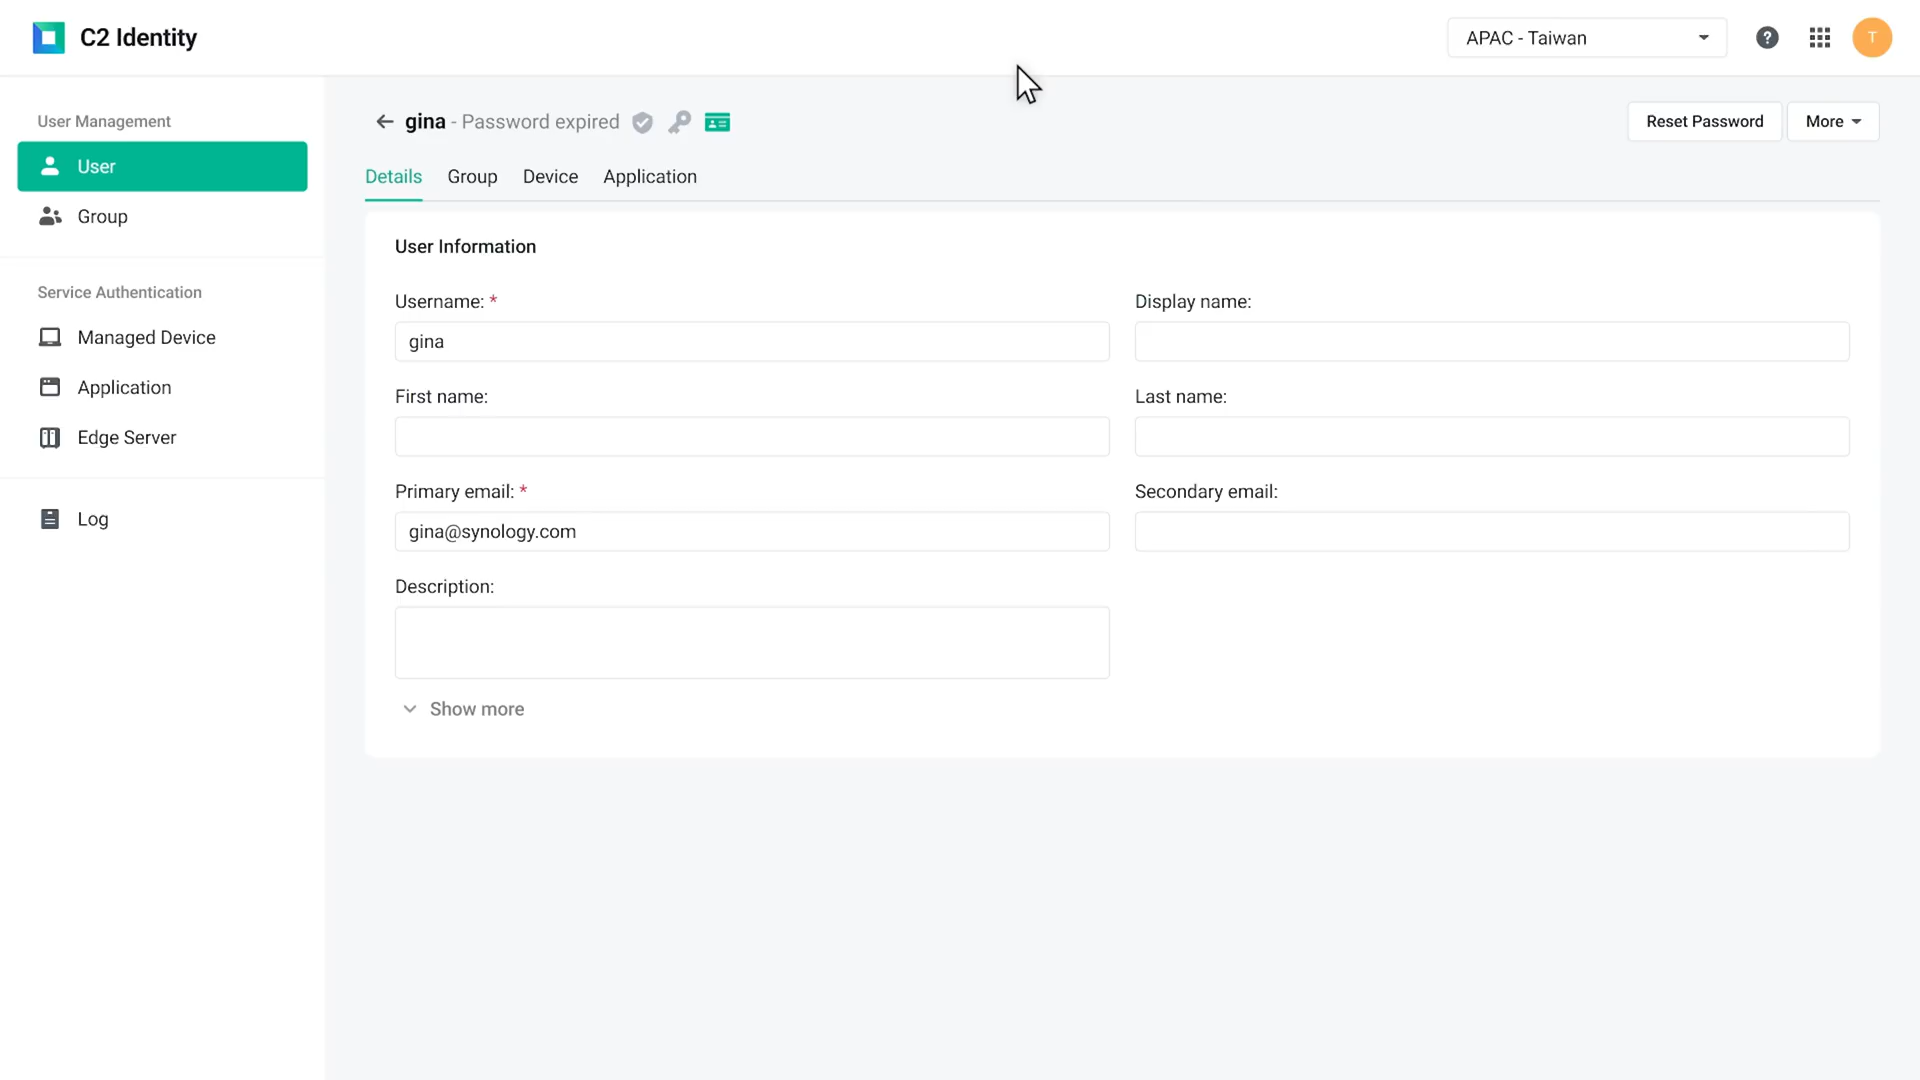 C2 Identity
APAC - Taiwan
?
T
User Management
User
Group
Service Authentication
Managed Device
Application
Edge Server
Log
gina - Password expired
Reset Password
More
Details Group Device Application
User Information
Username: *
gina
Display name:
First name:
Last name:
Primary email: *
gina@synology.com
Secondary email:
Description:
Show more